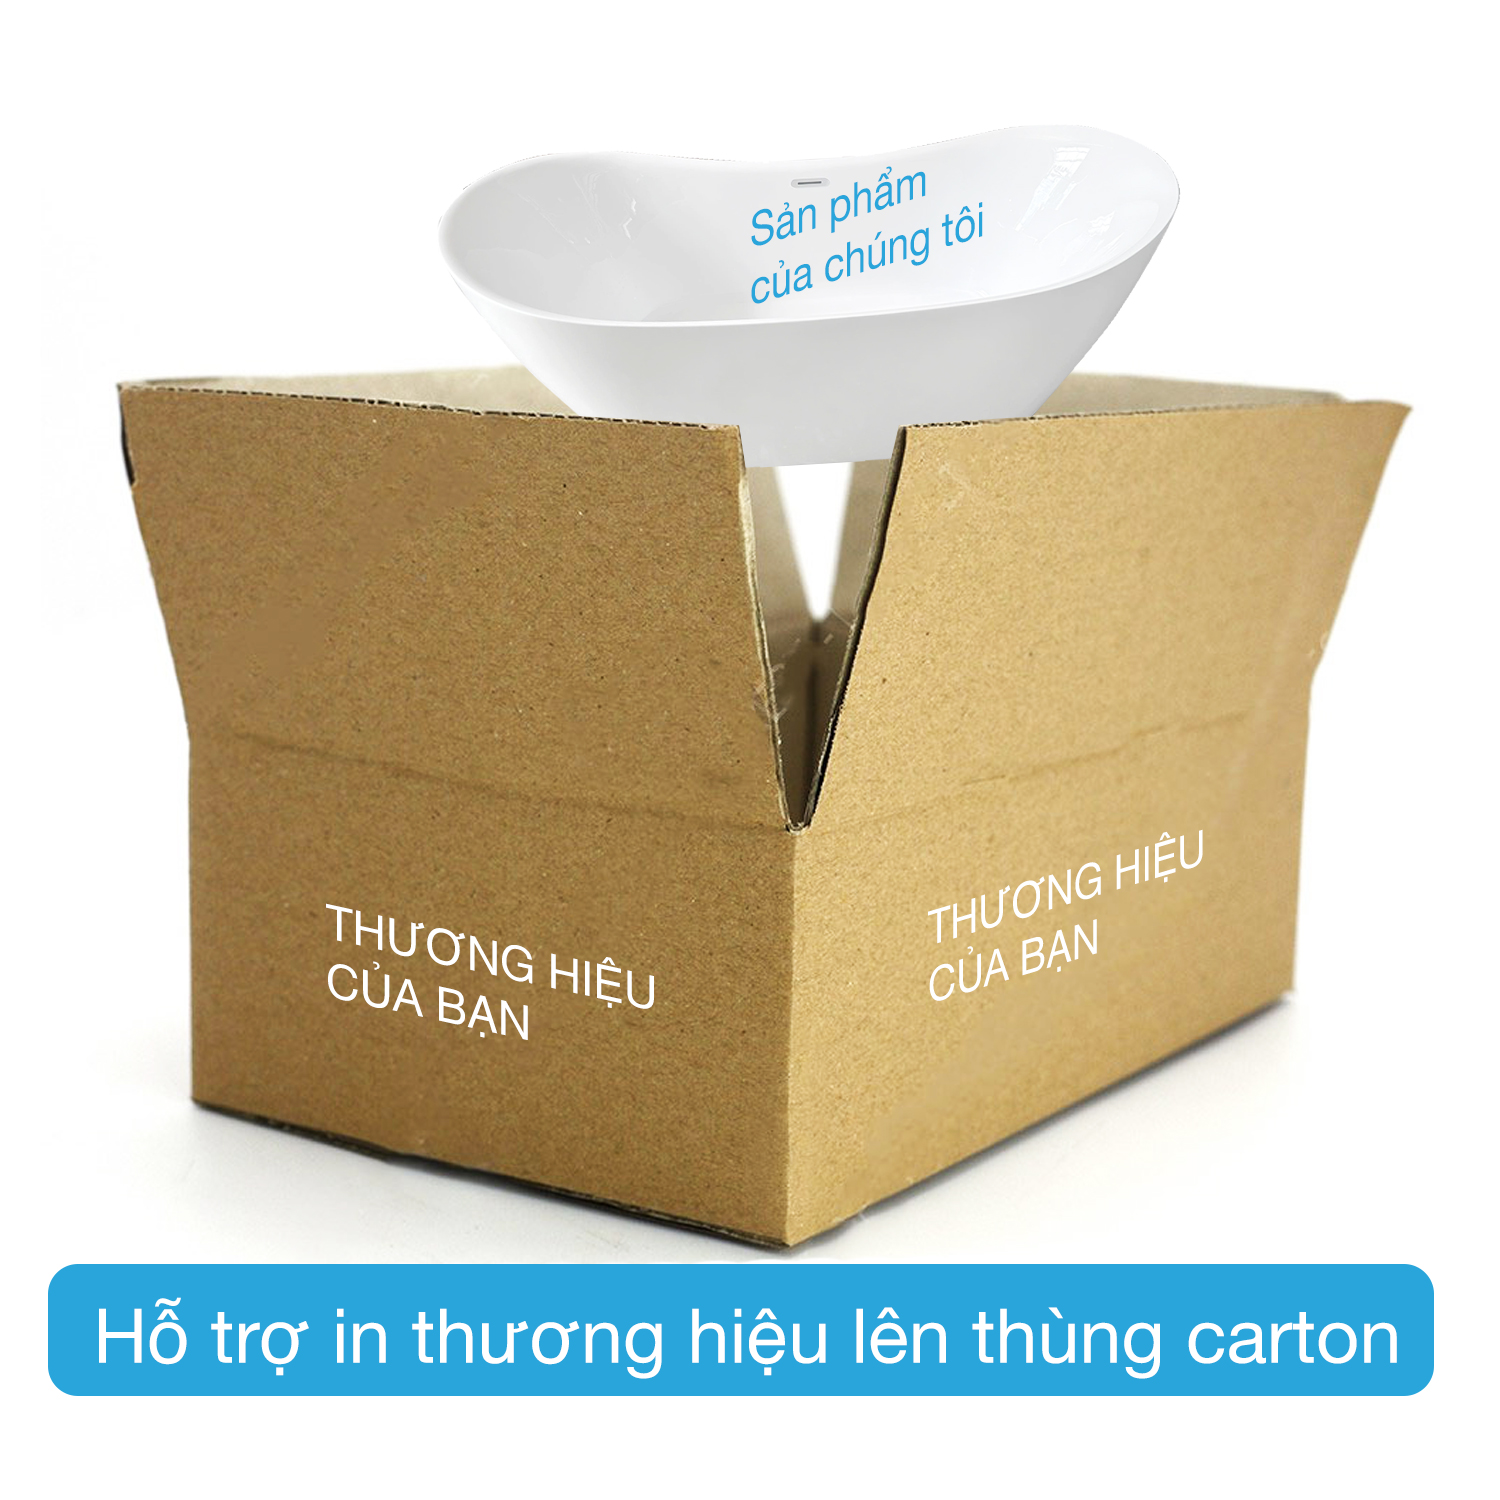 Sản phẩm
của chúng tôi
THƯƠNG HIỆU
CỦA BẠN
THƯƠNG HIỆU
CỦA BẠN
Hỗ trợ in thương hiệu lên thùng carton